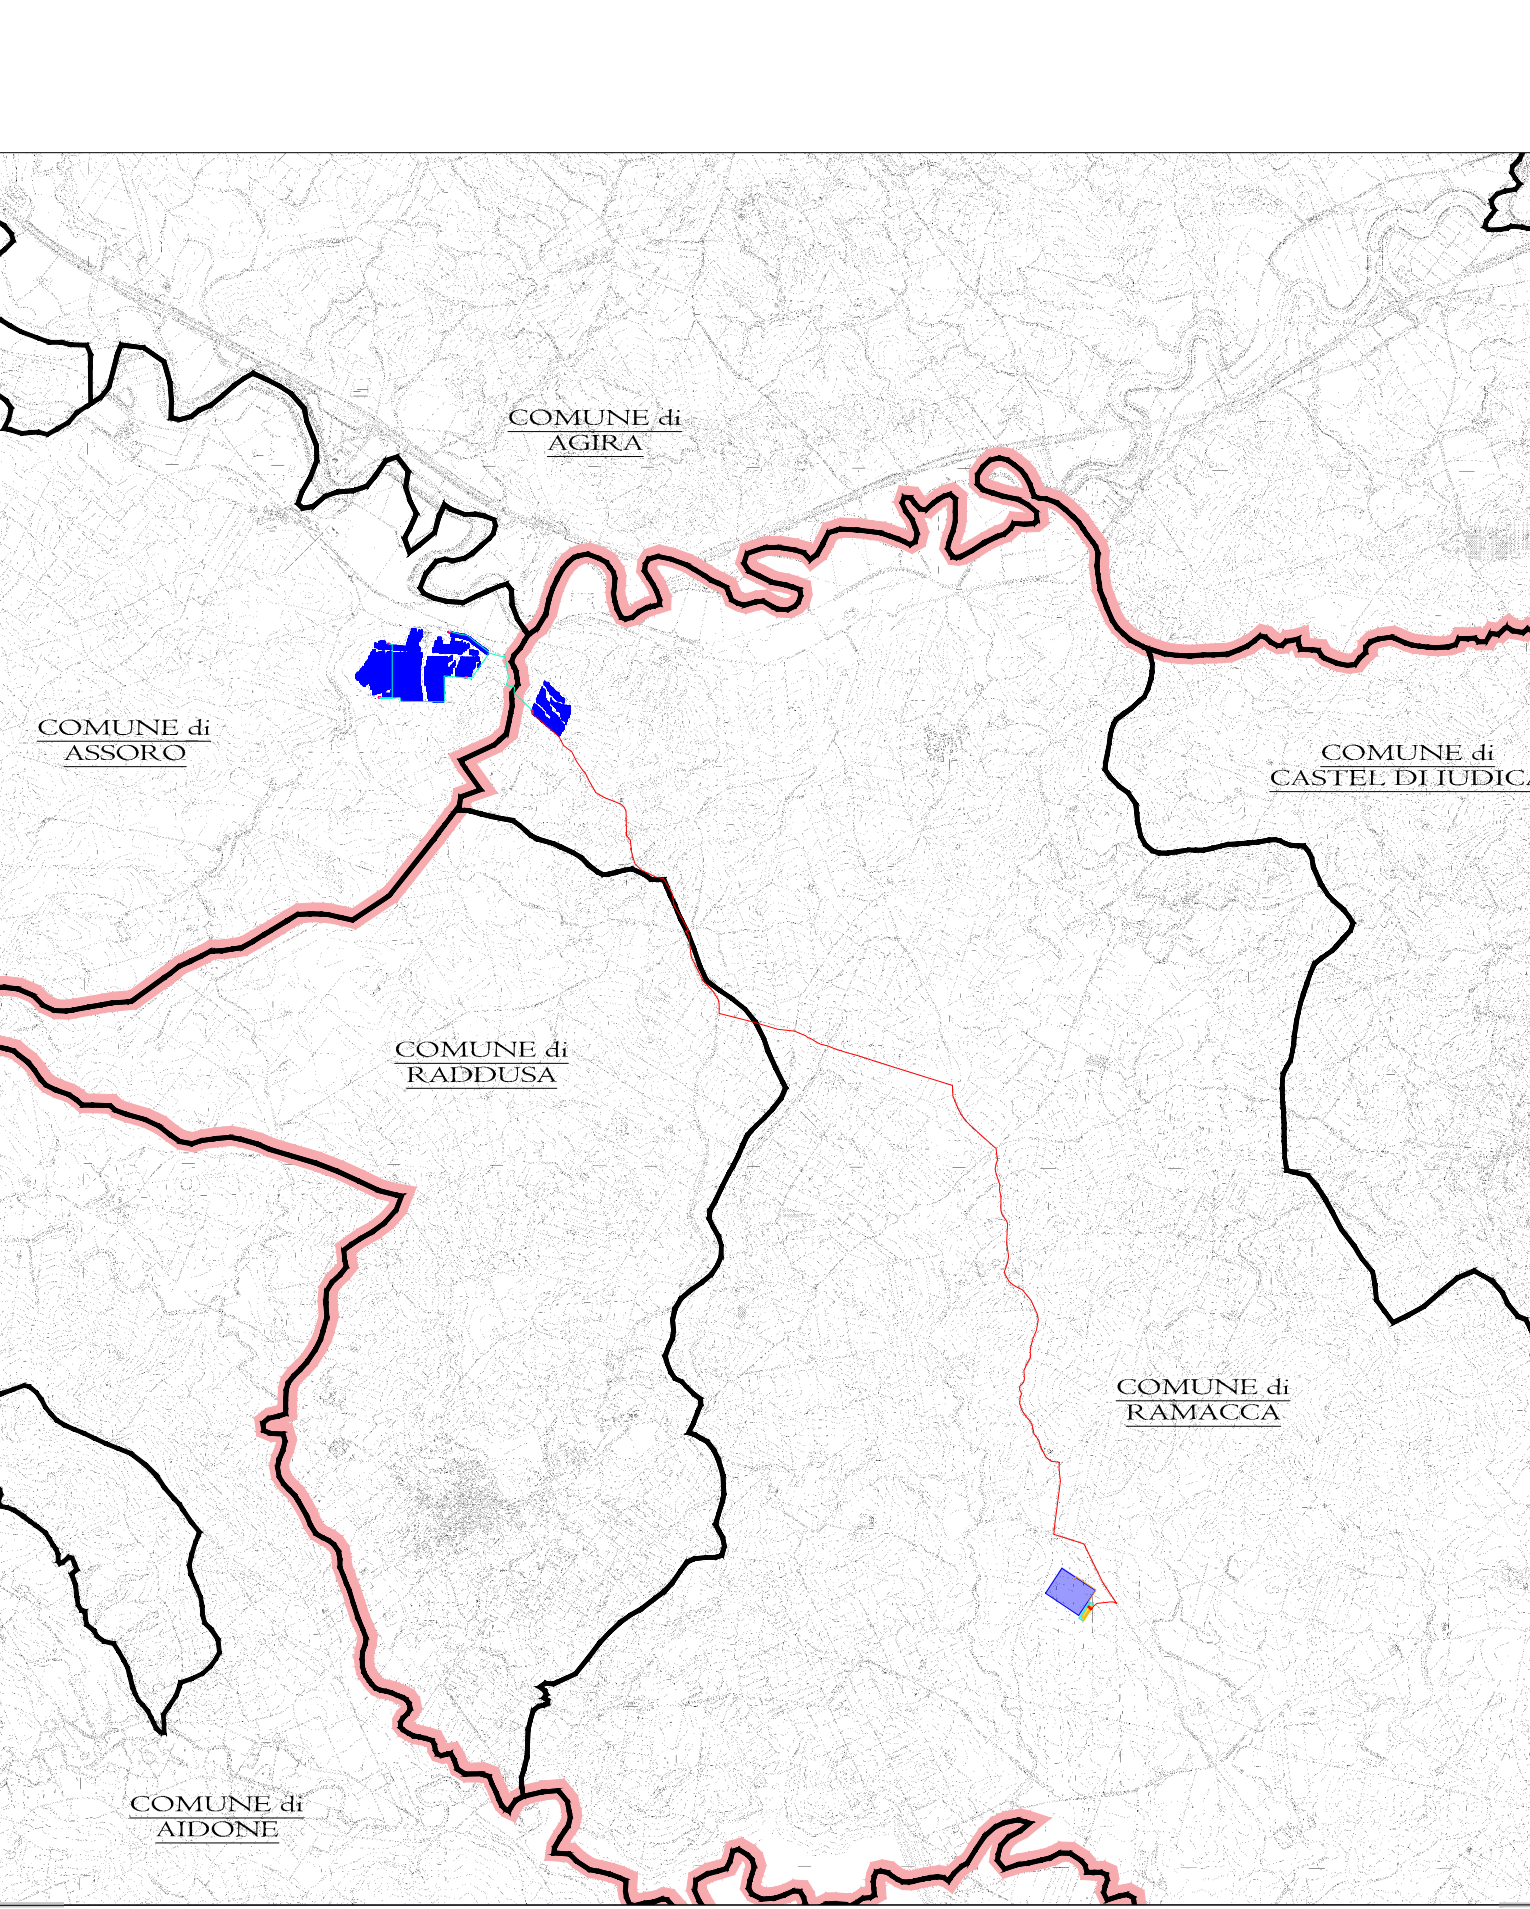 COMUNE di
AGIRA
COMUNE di
ASSORO
COMUNE di
CASTEL DI IUDICA
COMUNE di
RADDUSA
COMUNE di
RAMACCA
COMUNE di
AIDONE